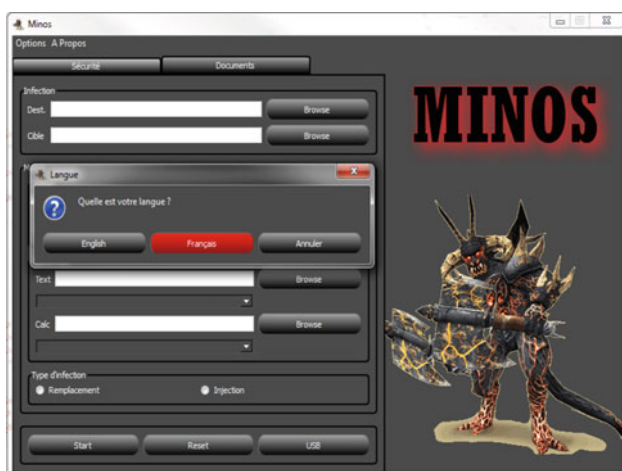 Minos
Options A Propos
Sécurité Documents
Infection
Dest. Browse
Cible Browse
MINOS
Langue
Quelle est votre langue ?
English Français Annuler
Text Browse
Calc Browse
Type d'infection
Remplacement Injection
Start Reset USB